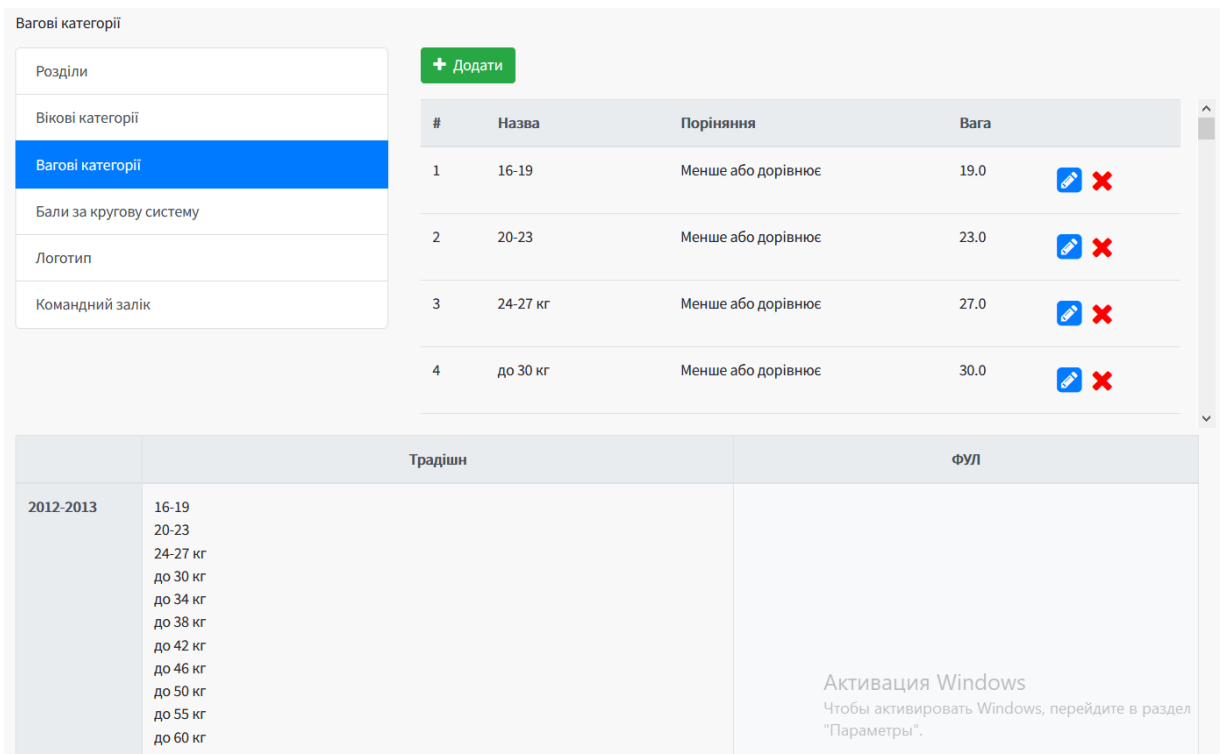 Вагові категорії
Розділи
Вікові категорії
Вагові категорії
Бали за кругову систему
Логотип
Командний залік
Додати
# Назва Поріняння Вага
1 16-19 Менше або дорівнює 19.0
2 20-23 Менше або дорівнює 23.0
3 24-27 кг Менше або дорівнює 27.0
4 до 30 кг Менше або дорівнює 30.0
Традішн ФУЛ
2012-2013 16-19
20-23
24-27 кг
до 30 кг
до 34 кг
до 38 кг
до 42 кг
до 46 кг
до 50 кг
до 55 кг
до 60 кг
Активация Windows
Чтобы активировать Windows, перейдите в раздел
"Параметры".